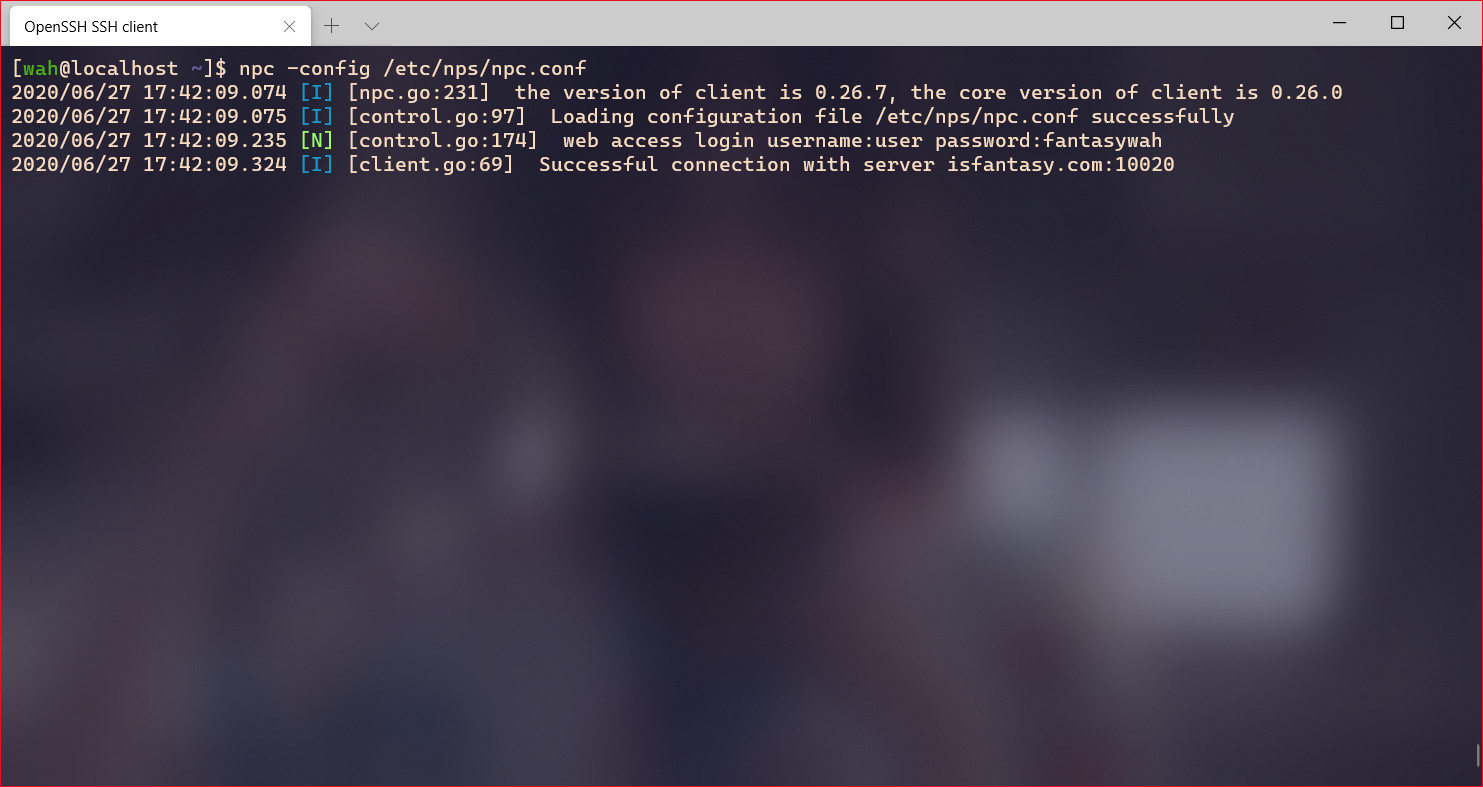 OpenSSH SSH client
[wah@localhost ~]$ npc -config /etc/nps/npc.conf
2020/06/27 17:42:09.074 [I] [npc.go:231]  the version of client is 0.26.7, the core version of client is 0.26.0
2020/06/27 17:42:09.075 [I] [control.go:97]  Loading configuration file /etc/nps/npc.conf successfully
2020/06/27 17:42:09.235 [N] [control.go:174]  web access login username:user password:fantasywah
2020/06/27 17:42:09.324 [I] [client.go:69]  Successful connection with server isfantasy.com:10020